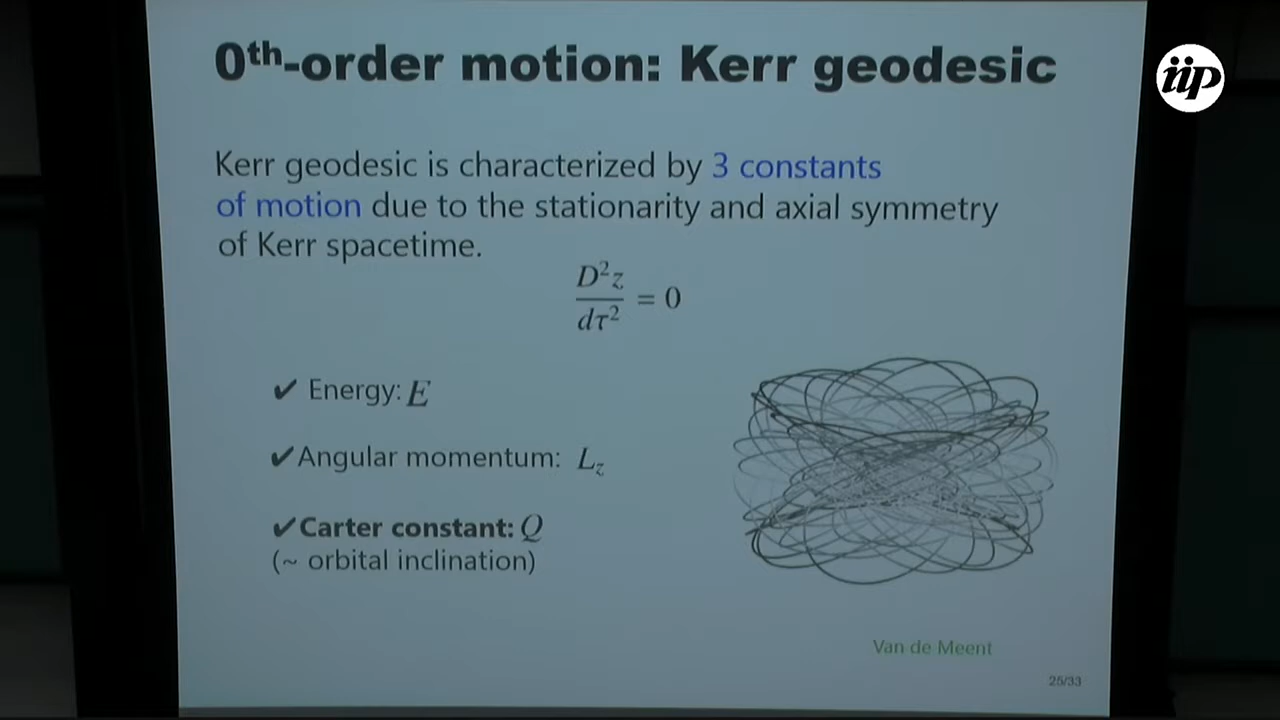 0th-order motion: Kerr geodesic
iip
Kerr geodesic is characterized by 3 constants
of motion due to the stationarity and axial symmetry
of Kerr spacetime.
D²z
dτ² = 0
✔ Energy: E
✔Angular momentum: L_z
✔Carter constant: Q
(~ orbital inclination)
Van de Meent
25/33